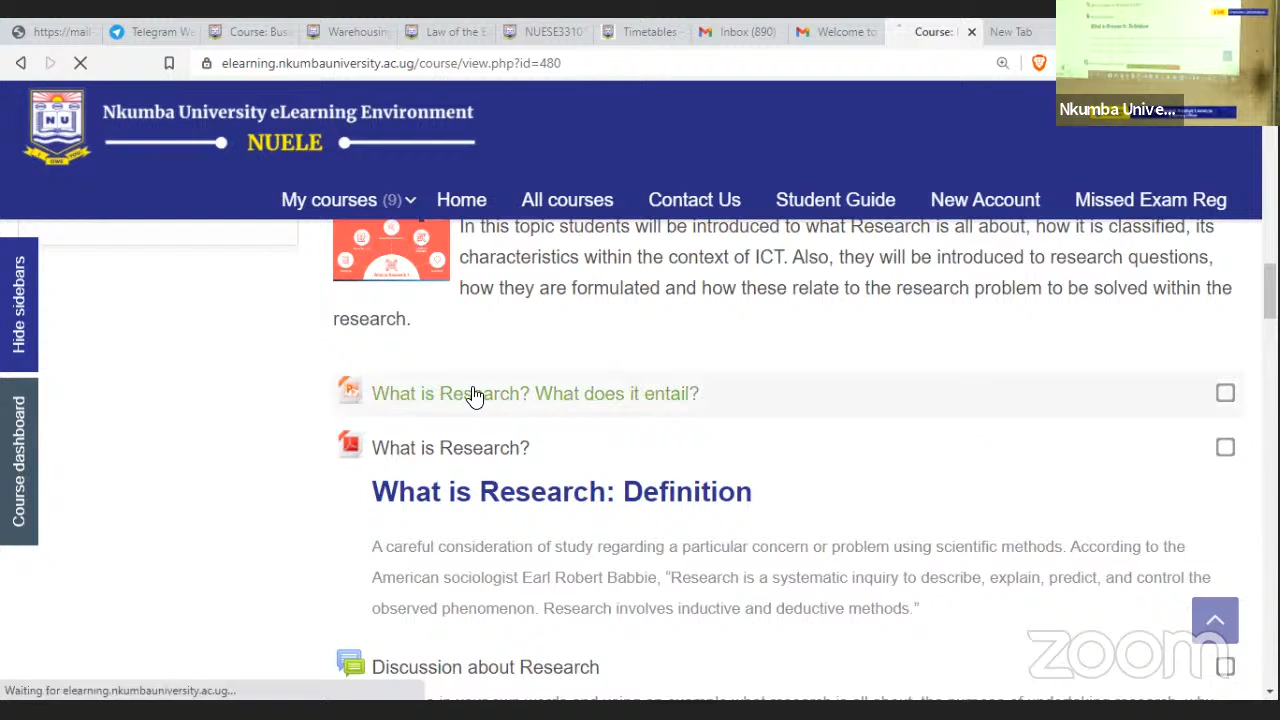 https://mail
Telegram We
Course: Bus
Warehousing
Law of the E
NUESE3310
Timetables
Inbox (890)
Welcome to
Course: I
New Tab
elearning.nkumbauniversity.ac.ug/course/view.php?id=480
Nkumba Unive...
Nkumba University eLearning Environment
NUELE
My courses (9)
Home
All courses
Contact Us
Student Guide
New Account
Missed Exam Reg
Hide sidebars
Course dashboard
In this topic students will be introduced to what Research is all about, how it is classified, its
characteristics within the context of ICT. Also, they will be introduced to research questions,
how they are formulated and how these relate to the research problem to be solved within the
research.
What is Research? What does it entail?
What is Research?
What is Research: Definition
A careful consideration of study regarding a particular concern or problem using scientific methods. According to the
American sociologist Earl Robert Babbie, “Research is a systematic inquiry to describe, explain, predict, and control the
observed phenomenon. Research involves inductive and deductive methods.”
zoom
Discussion about Research
Waiting for elearning.nkumbauniversity.ac.ug...